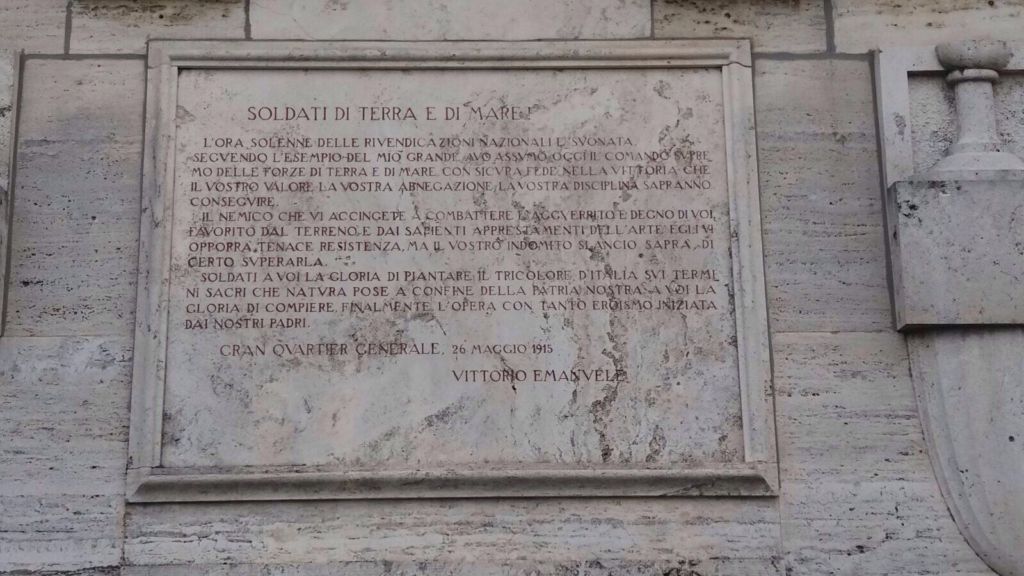 SOLDATI DI TERRA E DI MARE!
L'ORA SOLENNE DELLE RIVENDICAZIONI NAZIONALI E' SVONATA.
SEGVENDO L'ESEMPIO DEL MIO GRANDE AVO ASSVMO OGGI IL COMANDO SVPRE
MO DELLE FORZE DI TERRA E DI MARE CON SICVRA FEDE NELLA VITTORIA CHE
IL VOSTRO VALORE, LA VOSTRA ABNEGAZIONE, LA VOSTRA DISCIPLINA SAPRANNO
CONSEGVIRE.
IL NEMICO CHE VI ACCINGETE A COMBATTERE E' AGGVERRITO E DEGNO DI VOI,
FAVORITO DAL TERRENO E DAI SAPIENTI APPRESTAMENTI DELL'ARTE EGLI VI
OPPORRA' TENACE RESISTENZA, MA IL VOSTRO INDOMITO SLANCIO SAPRA' DI
CERTO SVPERARLA.
SOLDATI A VOI LA GLORIA DI PIANTARE IL TRICOLORE D'ITALIA SVI TERMI
NI SACRI CHE NATVRA POSE A CONFINE DELLA PATRIA NOSTRA. A VOI LA
GLORIA DI COMPIERE, FINALMENTE, L'OPERA CON TANTO EROISMO INIZIATA
DAI NOSTRI PADRI.
GRAN QVARTIER GENERALE, 26 MAGGIO 1915
VITTORIO EMANVELE